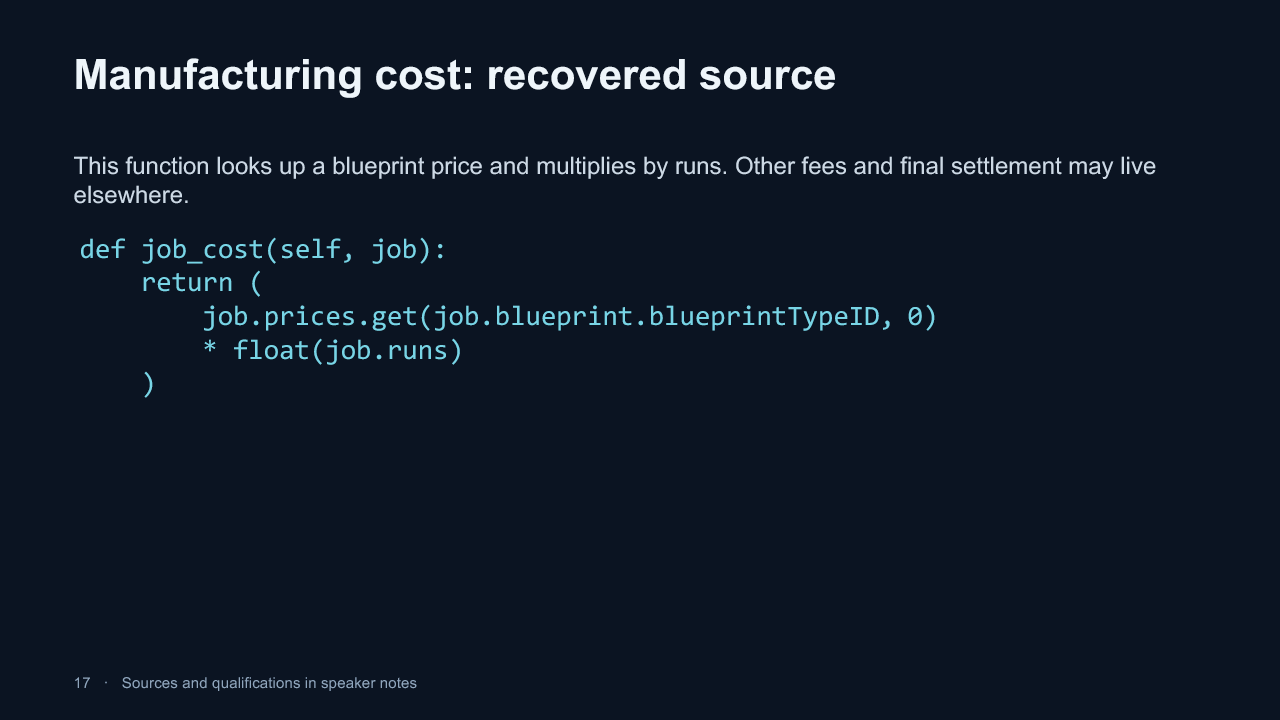 Manufacturing cost: recovered source
This function looks up a blueprint price and multiplies by runs. Other fees and final settlement may live
elsewhere.
def job_cost(self, job):
    return (
        job.prices.get(job.blueprint.blueprintTypeID, 0)
        * float(job.runs)
    )
17 · Sources and qualifications in speaker notes